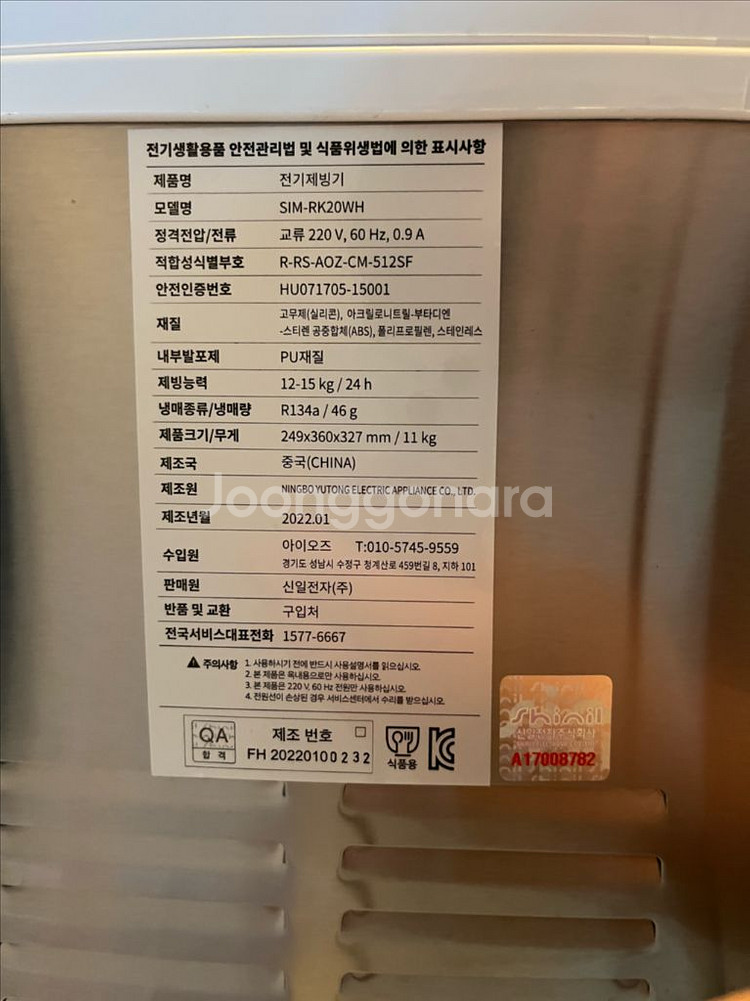 전기생활용품 안전관리법 및 식품위생법에 의한 표시사항
제품명 전기제빙기
모델명 SIM-RK20WH
정격전압/전류 교류 220 V, 60 Hz, 0.9 A
적합성식별부호 R-RS-AOZ-CM-512SF
안전인증번호 HU071705-15001
재질 고무제(실리콘), 아크릴로니트릴-부타디엔
-스티렌 공중합체(ABS), 폴리프로필렌, 스테인레스
내부발포제 PU재질
제빙능력 12-15 kg / 24 h
냉매종류/냉매량 R134a / 46 g
제품크기/무게 249x360x327 mm / 11 kg
제조국 중국(CHINA)
제조원 NINGBO YUTONG ELECTRIC APPLIANCE CO., LTD.
Joonggonara
제조년월 2022.01
수입원 아이오즈 T:010-5745-9559
경기도 성남시 수정구 청계산로 459번길 8, 지하 101
판매원 신일전자(주)
반품 및 교환 구입처
전국서비스대표전화 1577-6667
주의사항 1. 사용하시기 전에 반드시 사용설명서를 읽으십시오.
2. 본 제품은 옥내용으로만 사용하십시오.
3. 본 제품은 220 V, 60 Hz 전원만 사용하십시오.
4. 전원선이 손상된 경우 서비스센터에서 수리를 받으십시오.
QA 합격
제조 번호
FH 20220100232
식품용
KC
Shinil
신일전자주식회사
A17008782